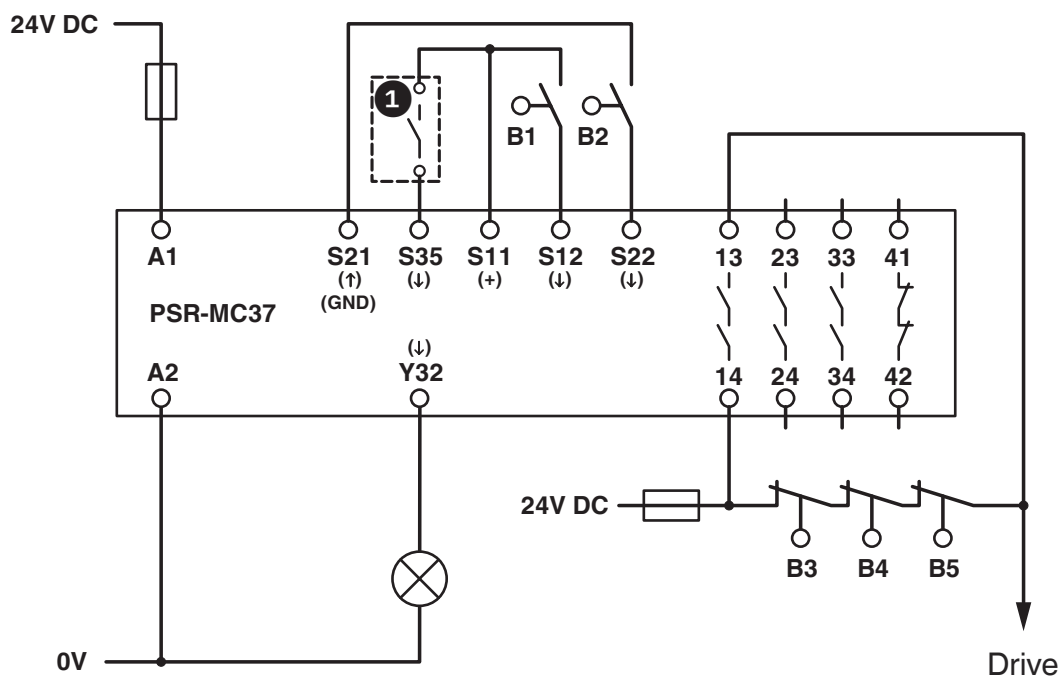 24V DC
1
B1 B2
A1 S21 S35 S11 S12 S22 13 23 33 41
(↑) (↓) (+) (↓) (↓)
(GND)
PSR-MC37
(↓)
A2 Y32 14 24 34 42
24V DC
B3 B4 B5
0V
Drive